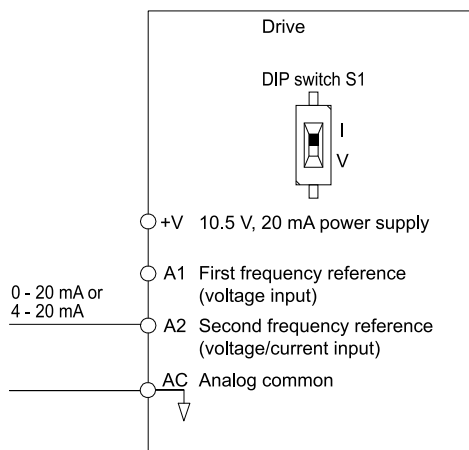 Drive
DIP switch S1
I
V
+V 10.5 V, 20 mA power supply
A1 First frequency reference
(voltage input)
0 - 20 mA or
4 - 20 mA
A2 Second frequency reference
(voltage/current input)
AC Analog common